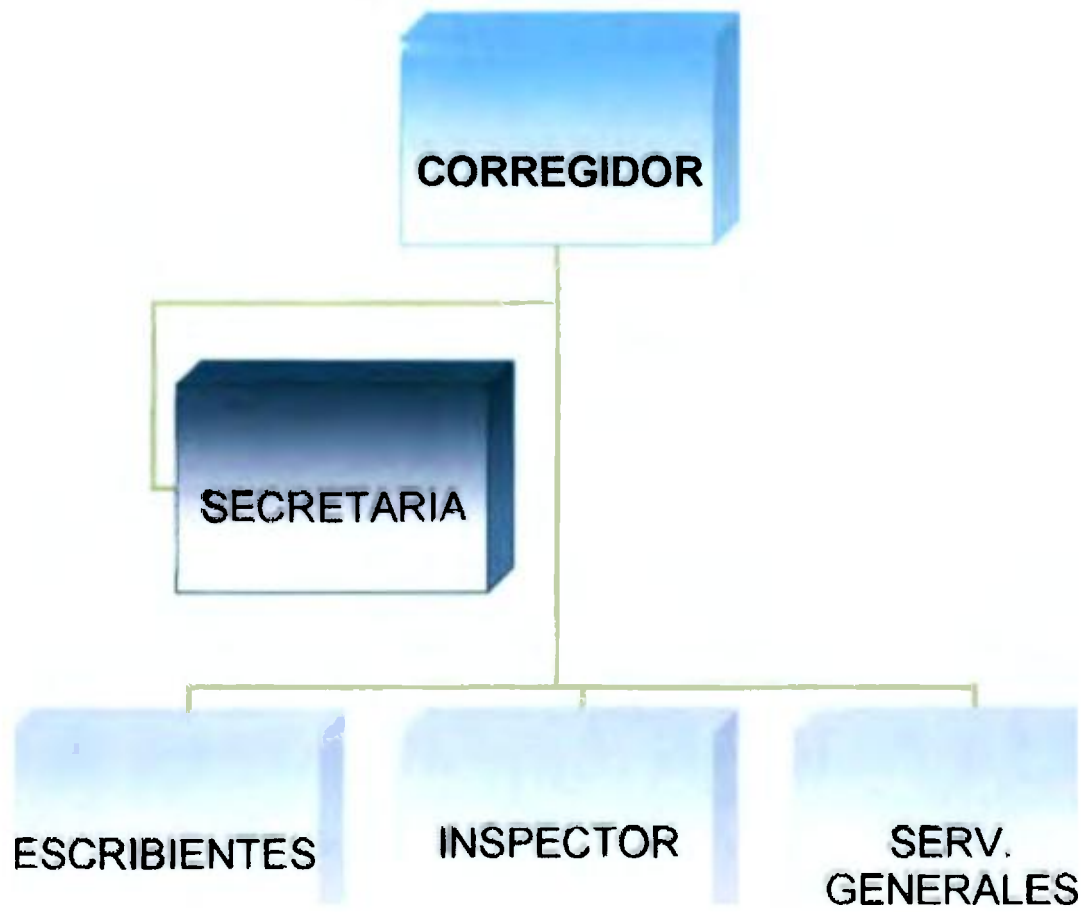 CORREGIDOR
SECRETARIA
ESCRIBIENTES
INSPECTOR
SERV.
GENERALES